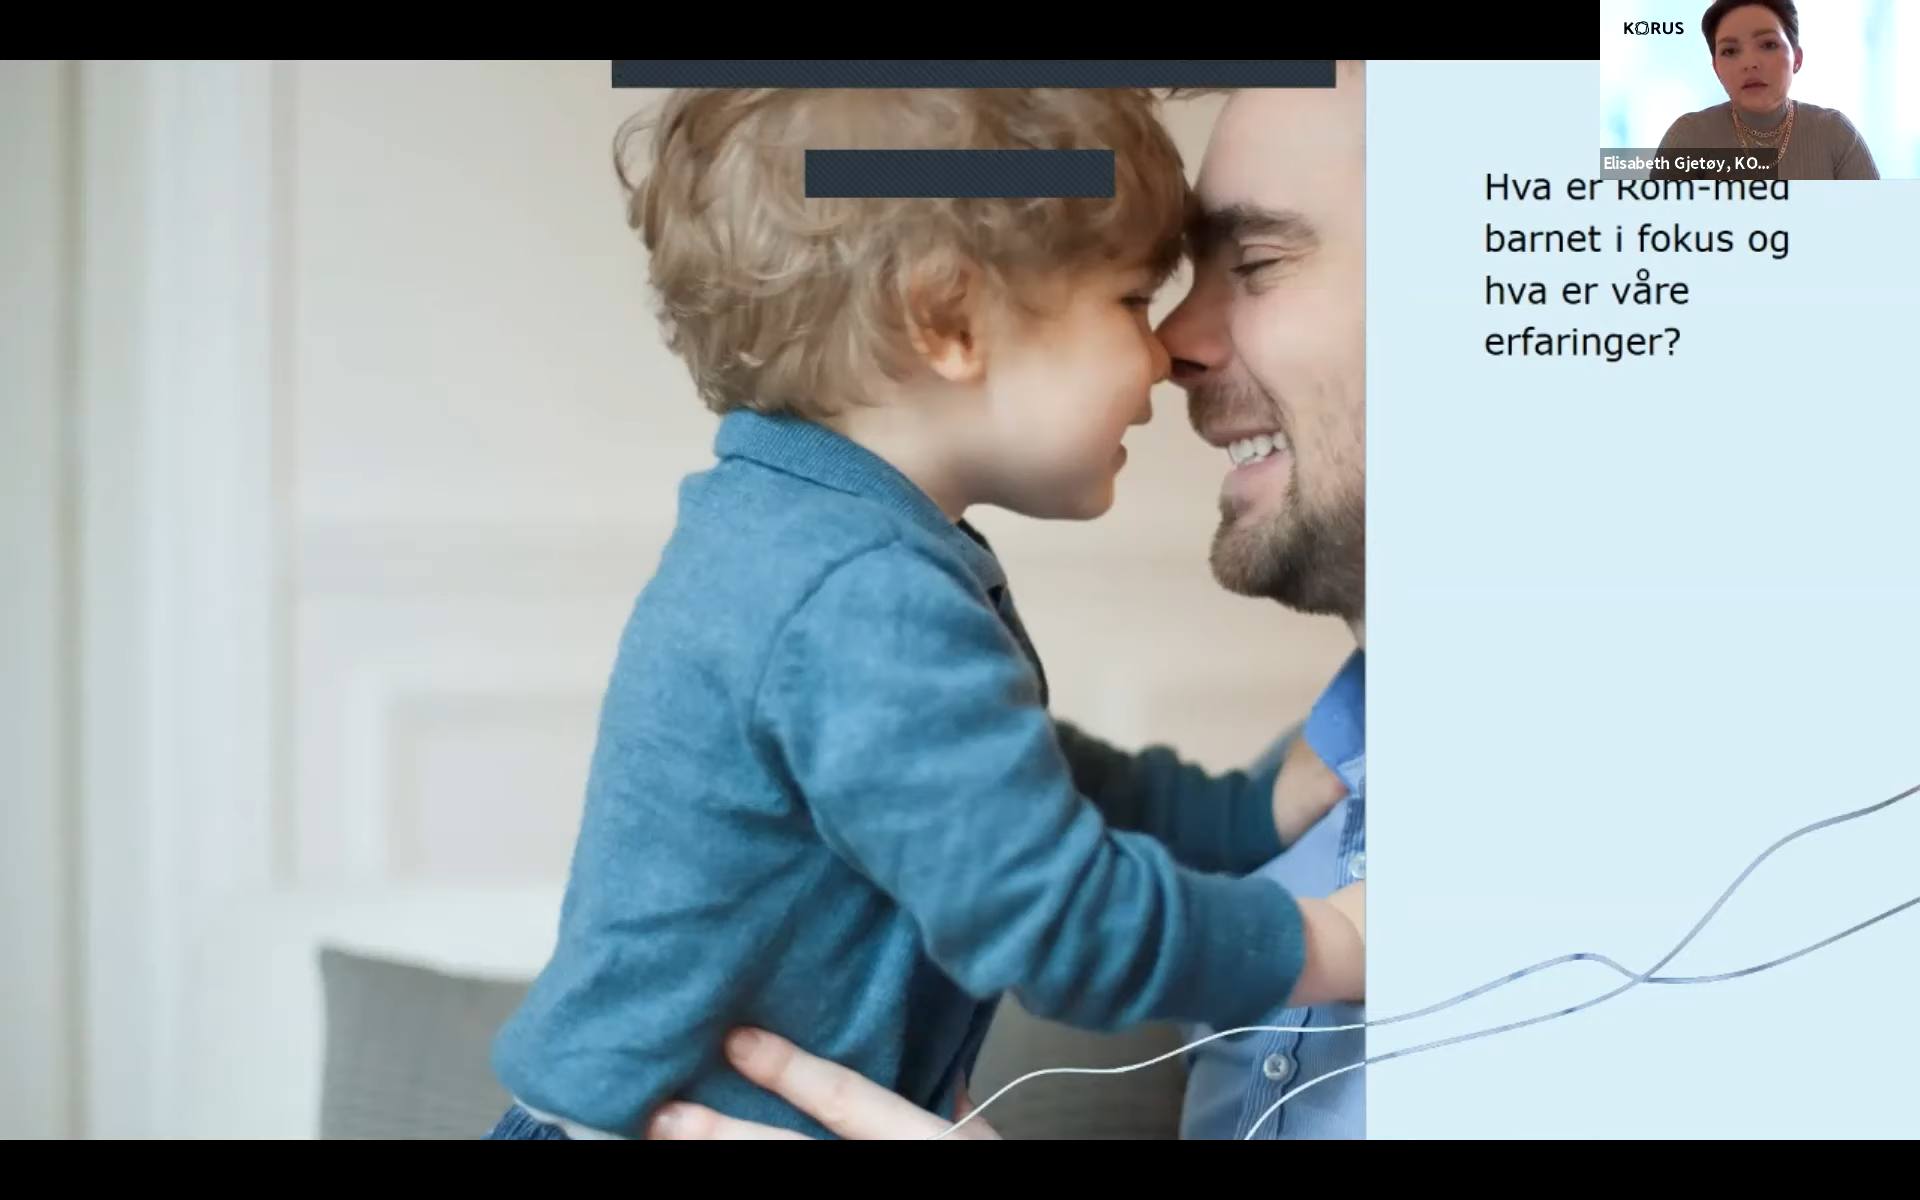 KORUS
Elisabeth Gjetøy, KO...
Hva er Rom-med
barnet i fokus og
hva er våre
erfaringer?